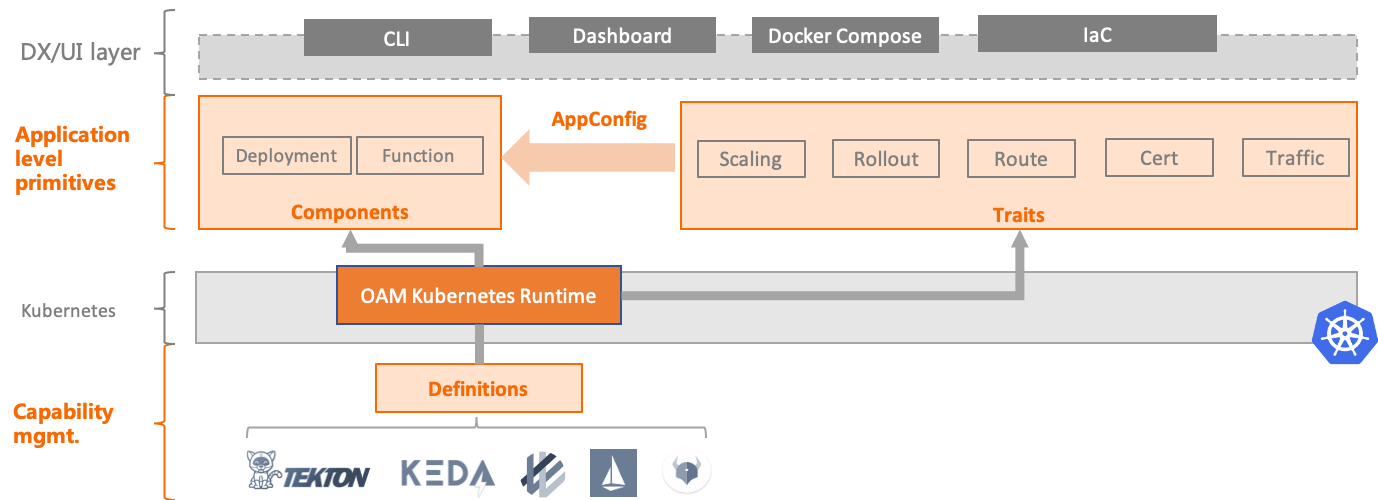 DX/UI layer
CLI
Dashboard
Docker Compose
IaC
Application
level
primitives
Deployment
Function
Components
AppConfig
Scaling
Rollout
Route
Cert
Traffic
Traits
Kubernetes
OAM Kubernetes Runtime
Capability
mgmt.
Definitions
TEKTON
KEDA